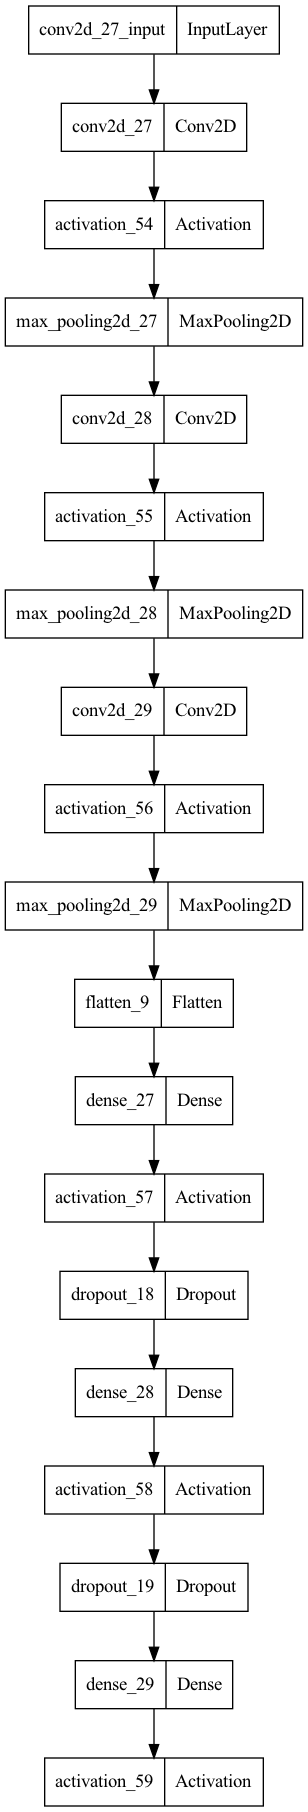 conv2d_27_input InputLayer
conv2d_27 Conv2D
activation_54 Activation
max_pooling2d_27 MaxPooling2D
conv2d_28 Conv2D
activation_55 Activation
max_pooling2d_28 MaxPooling2D
conv2d_29 Conv2D
activation_56 Activation
max_pooling2d_29 MaxPooling2D
flatten_9 Flatten
dense_27 Dense
activation_57 Activation
dropout_18 Dropout
dense_28 Dense
activation_58 Activation
dropout_19 Dropout
dense_29 Dense
activation_59 Activation